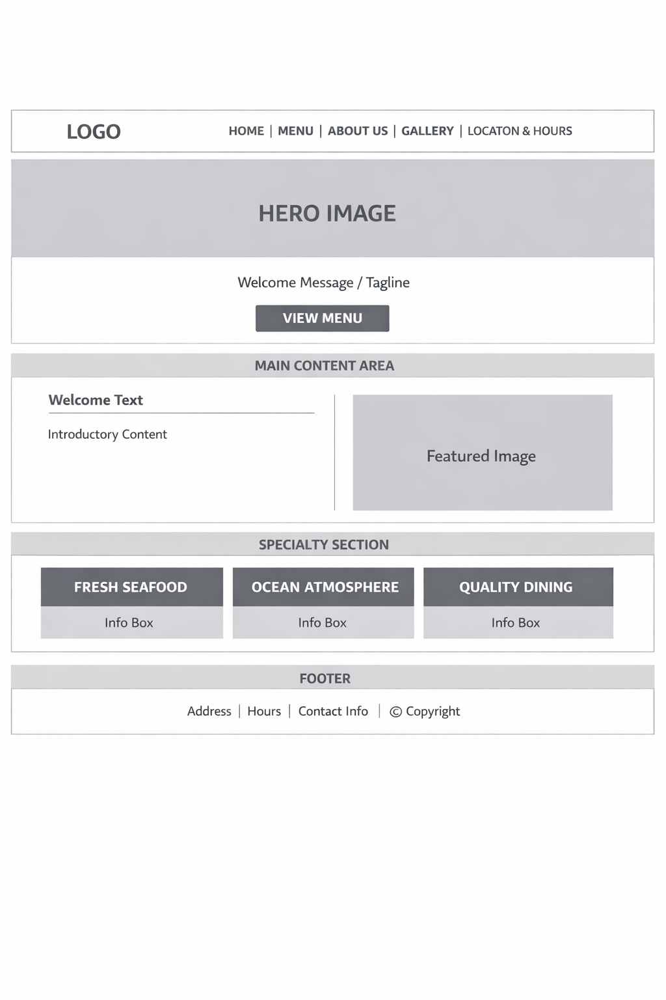 LOGO
HOME | MENU | ABOUT US | GALLERY | LOCATON & HOURS
HERO IMAGE
Welcome Message / Tagline
VIEW MENU
MAIN CONTENT AREA
Welcome Text
Introductory Content
Featured Image
SPECIALTY SECTION
FRESH SEAFOOD
Info Box
OCEAN ATMOSPHERE
Info Box
QUALITY DINING
Info Box
FOOTER
Address | Hours | Contact Info | © Copyright